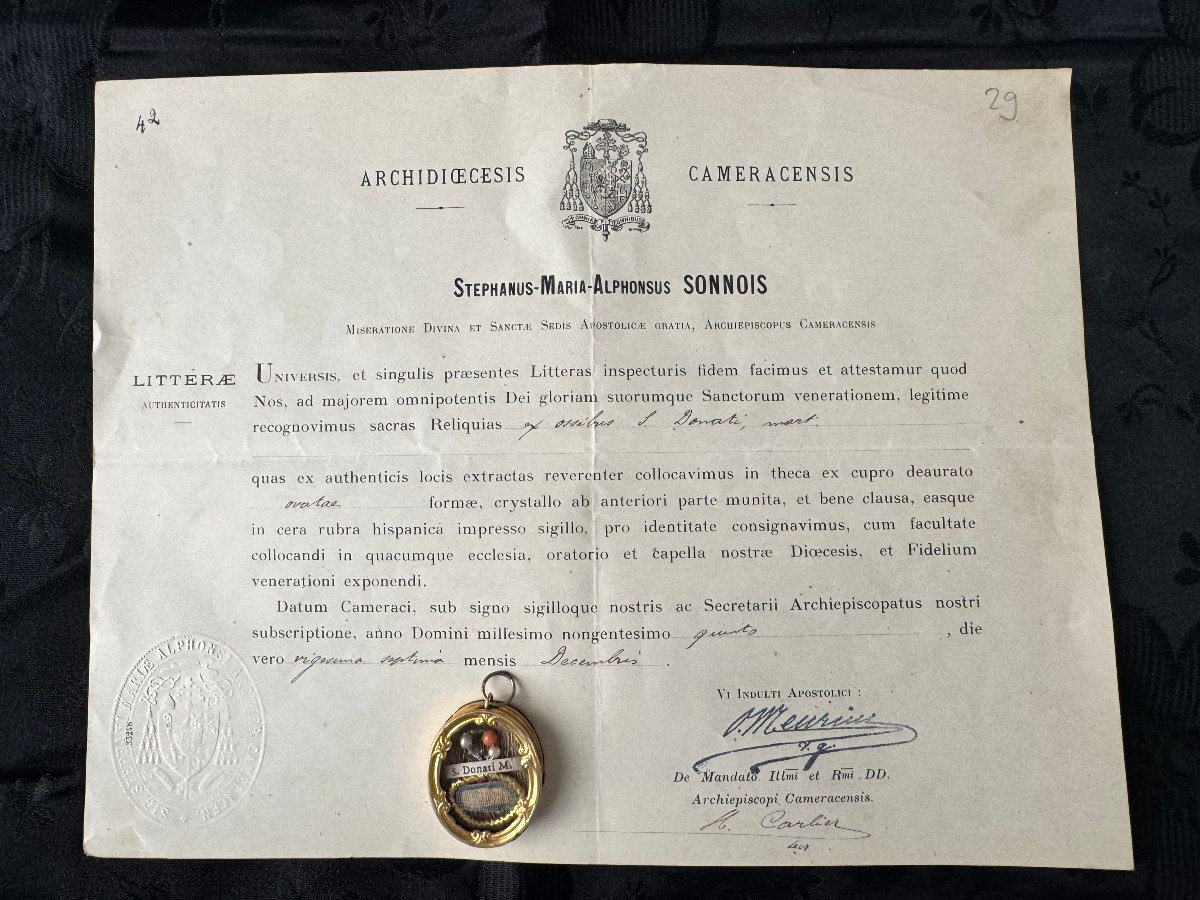 42
29
ARCHIDIŒCESIS CAMERACENSIS
STEPHANUS-MARIA-ALPHONSUS SONNOIS
MISERATIONE DIVINA ET SANCTÆ SEDIS APOSTOLICÆ GRATIA, ARCHIEPISCOPUS CAMERACENSIS
LITTERÆ
AUTHENTICITATIS
UNIVERSIS, et singulis præsentes Litteras inspecturis fidem facimus et attestamur quod
Nos, ad majorem omnipotentis Dei gloriam suorumque Sanctorum venerationem, legitime
recognovimus sacras Reliquias ex ossibus S. Donati, mart.
quas ex authenticis locis extractas reverenter collocavimus in theca ex cupro deaurato
ovatae formæ, crystallo ab anteriori parte munita, et bene clausa, easque
in cera rubra hispanica impresso sigillo, pro identitate consignavimus, cum facultate
collocandi in quacumque ecclesia, oratorio et capella nostræ Diœcesis, et Fidelium
venerationi exponendi.
Datum Cameraci, sub signo sigilloque nostris ac Secretarii Archiepiscopatus nostri
subscriptione, anno Domini millesimo nongentesimo quinto, die
vero vigesima septima mensis Decembris.
VI INDULTI APOSTOLICI :
O. Meurius
v. g.
De Mandato Illmi et Rmi DD.
Archiepiscopi Cameracensis.
H. Carlier
S. Donati M.